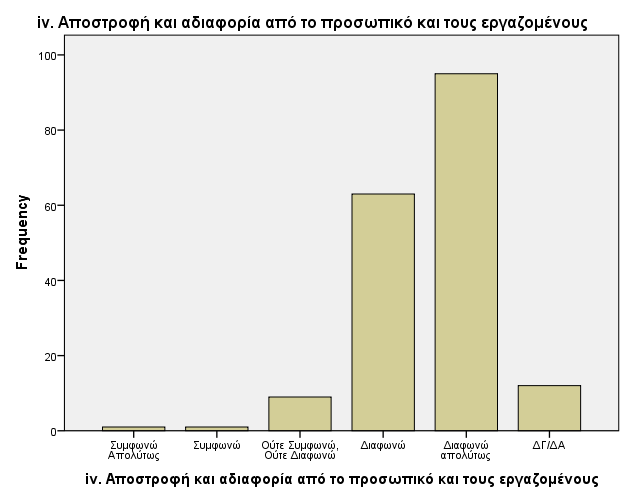 iv. Αποστροφή και αδιαφορία από το προσωπικό και τους εργαζομένους
100
80
60
40
20
0
Frequency
Συμφωνώ Απολύτως
Συμφωνώ
Ούτε Συμφωνώ, Ούτε Διαφωνώ
Διαφωνώ
Διαφωνώ απολύτως
ΔΓ/ΔΑ
iv. Αποστροφή και αδιαφορία από το προσωπικό και τους εργαζομένους